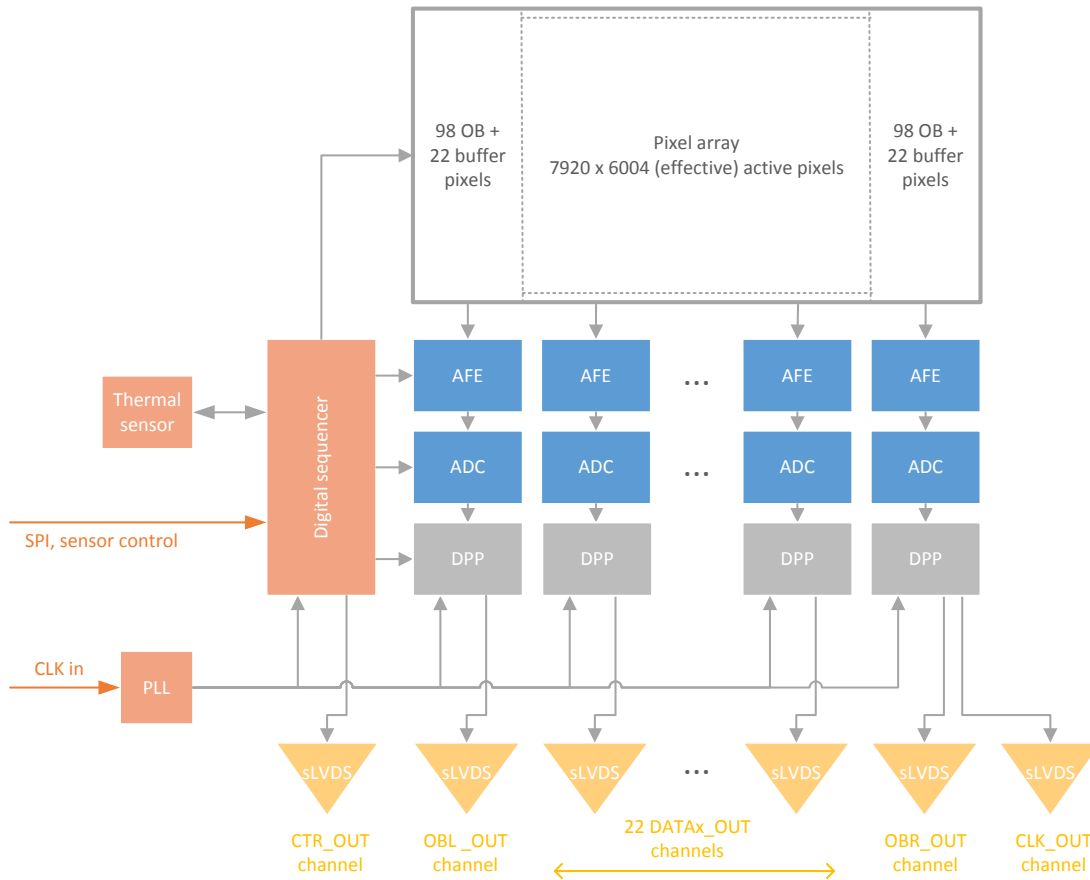 98 OB +
22 buffer
pixels
Pixel array
7920 x 6004 (effective) active pixels
98 OB +
22 buffer
pixels
Thermal
sensor
Digital sequencer
AFE
AFE
...
AFE
AFE
ADC
ADC
...
ADC
ADC
SPI, sensor control
DPP
DPP
DPP
DPP
CLK in
PLL
sLVDS
sLVDS
sLVDS
...
sLVDS
sLVDS
sLVDS
CTR_OUT
channel
OBL _OUT
channel
22 DATAx_OUT
channels
OBR_OUT
channel
CLK_OUT
channel